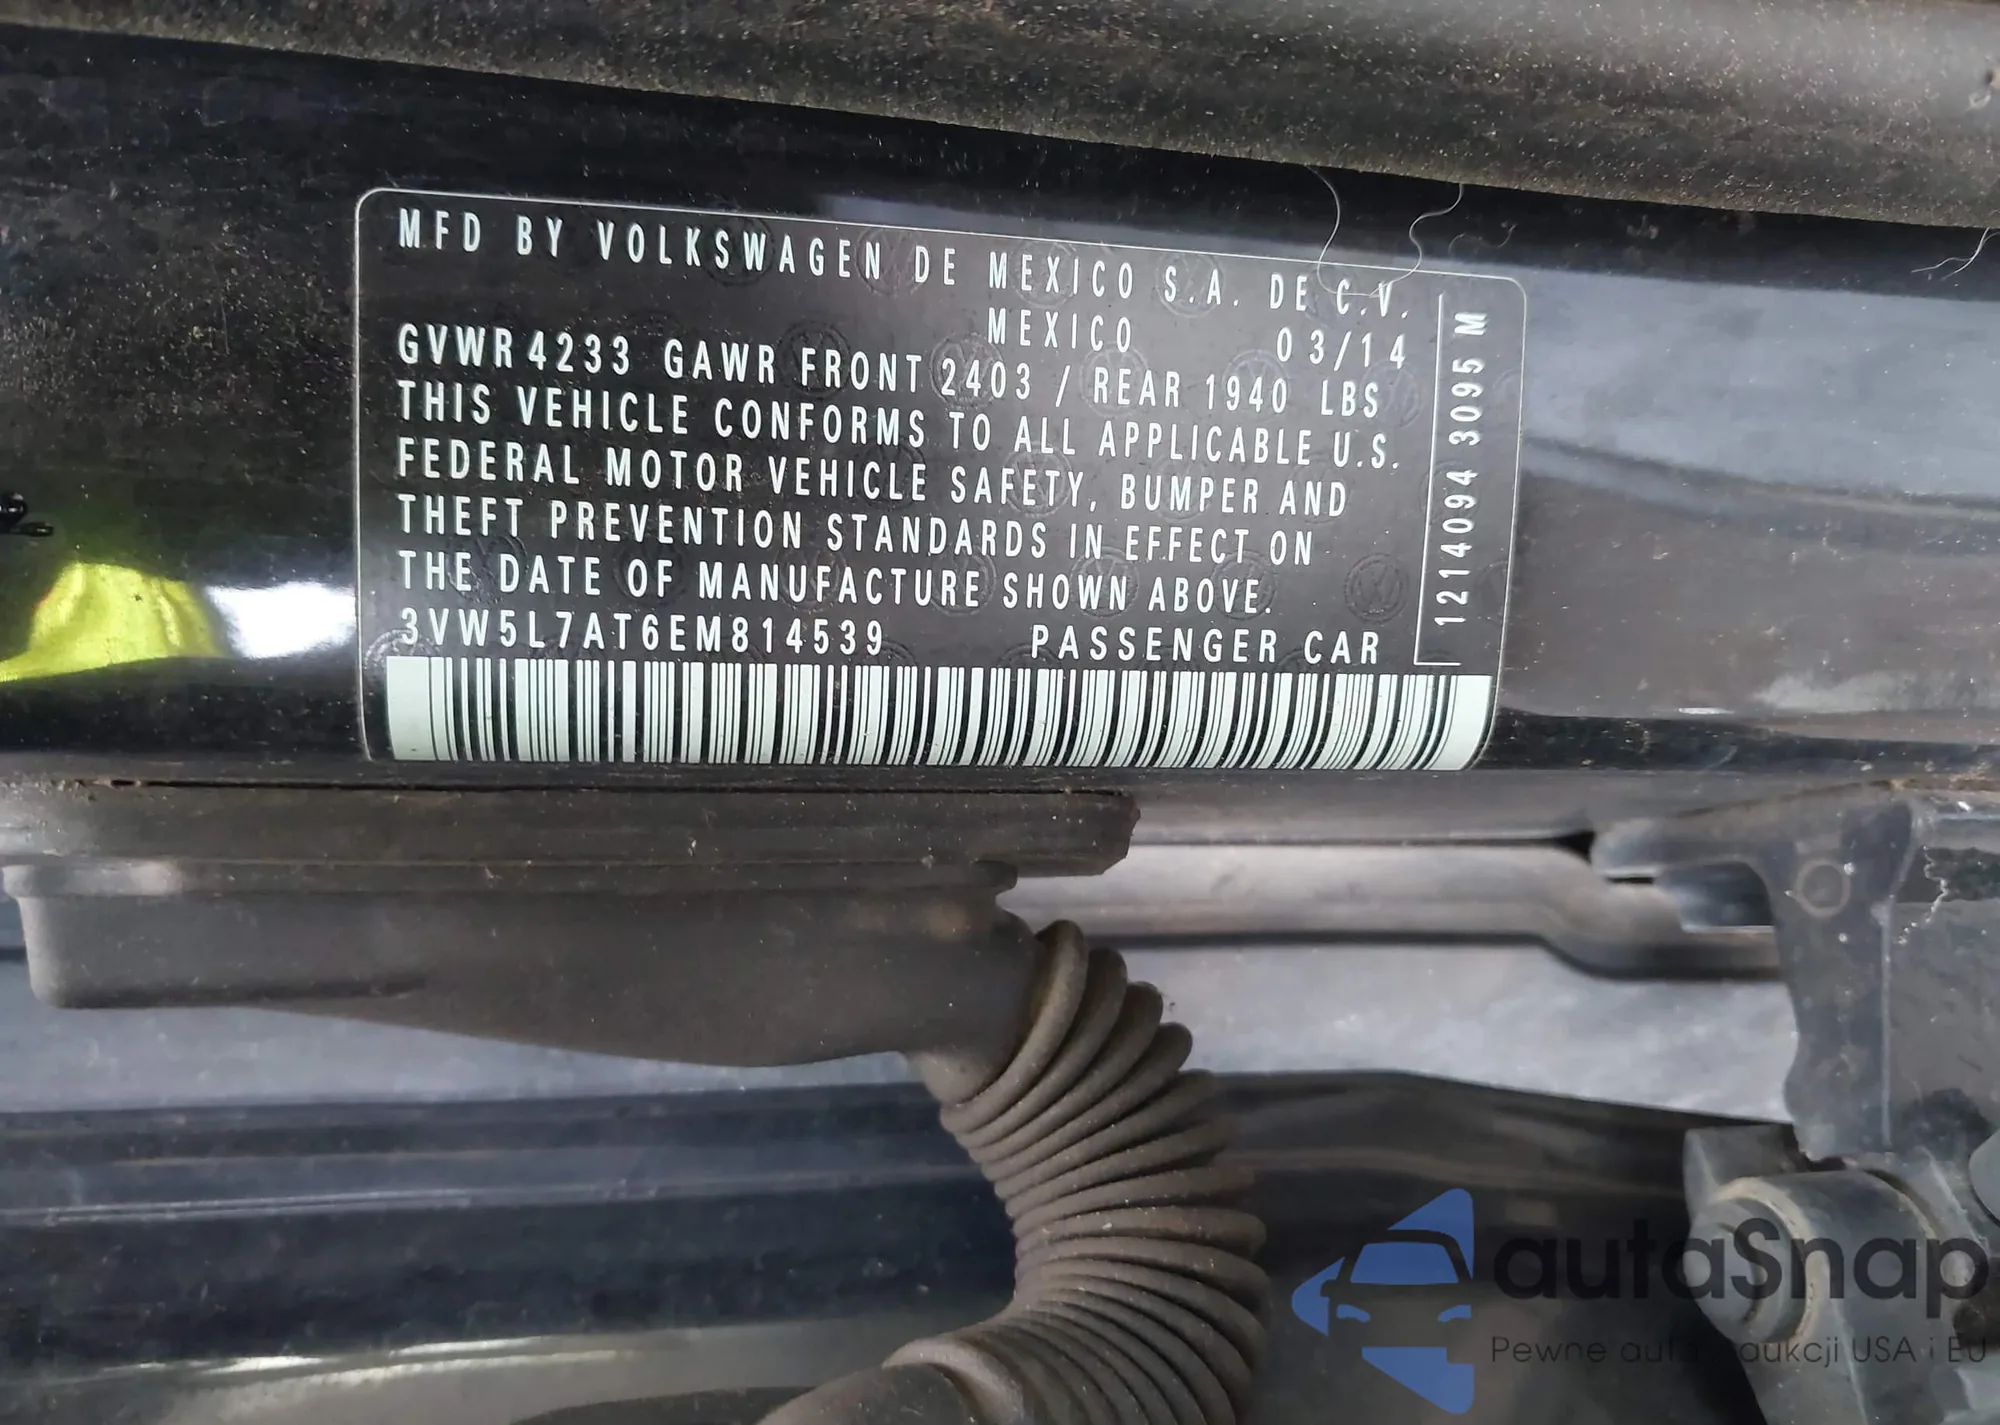 MFD BY VOLKSWAGEN DE MEXICO S.A. DE C.V.
MEXICO 03/14
GVWR 4233 GAWR FRONT 2403 / REAR 1940 LBS
THIS VEHICLE CONFORMS TO ALL APPLICABLE U.S.
FEDERAL MOTOR VEHICLE SAFETY, BUMPER AND
THEFT PREVENTION STANDARDS IN EFFECT ON
THE DATE OF MANUFACTURE SHOWN ABOVE.
3VW5L7AT6EM814539 PASSENGER CAR
1214094 3095 M
autaSnap
Pewne auta aukcji USA i EU